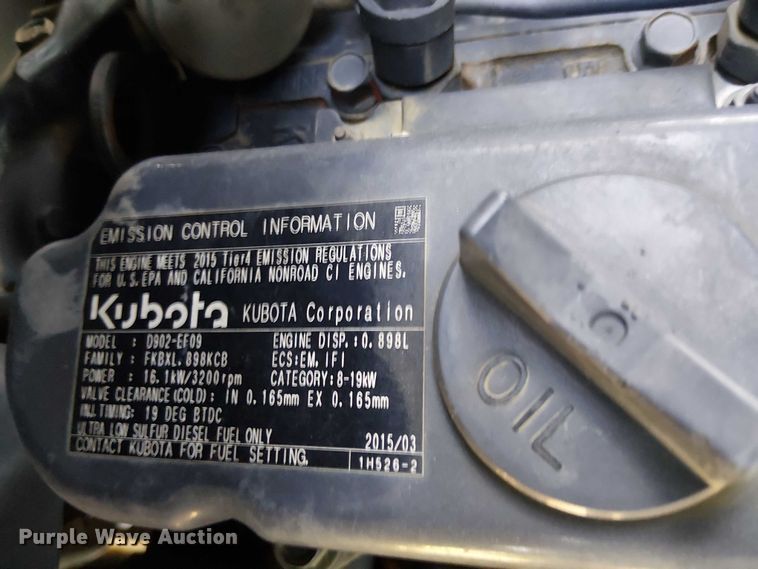 EMISSION CONTROL INFORMATION
THIS ENGINE MEETS 2015 Tier4 EMISSION REGULATIONS
FOR U.S.EPA AND CALIFORNIA NONROAD CI ENGINES.
Kubota KUBOTA Corporation
MODEL : D902-EF09 ENGINE DISP.:0.898L
FAMILY : FKBXL.898KCB ECS:EM,IFI
POWER : 16.1kW/3200rpm CATEGORY:8-19kW
VALVE CLEARANCE(COLD): IN 0.165mm EX 0.165mm
INJ.TIMING: 19 DEG BTDC
ULTRA LOW SULFUR DIESEL FUEL ONLY 2015/03
CONTACT KUBOTA FOR FUEL SETTING. 1H526-2
OIL
Purple Wave Auction